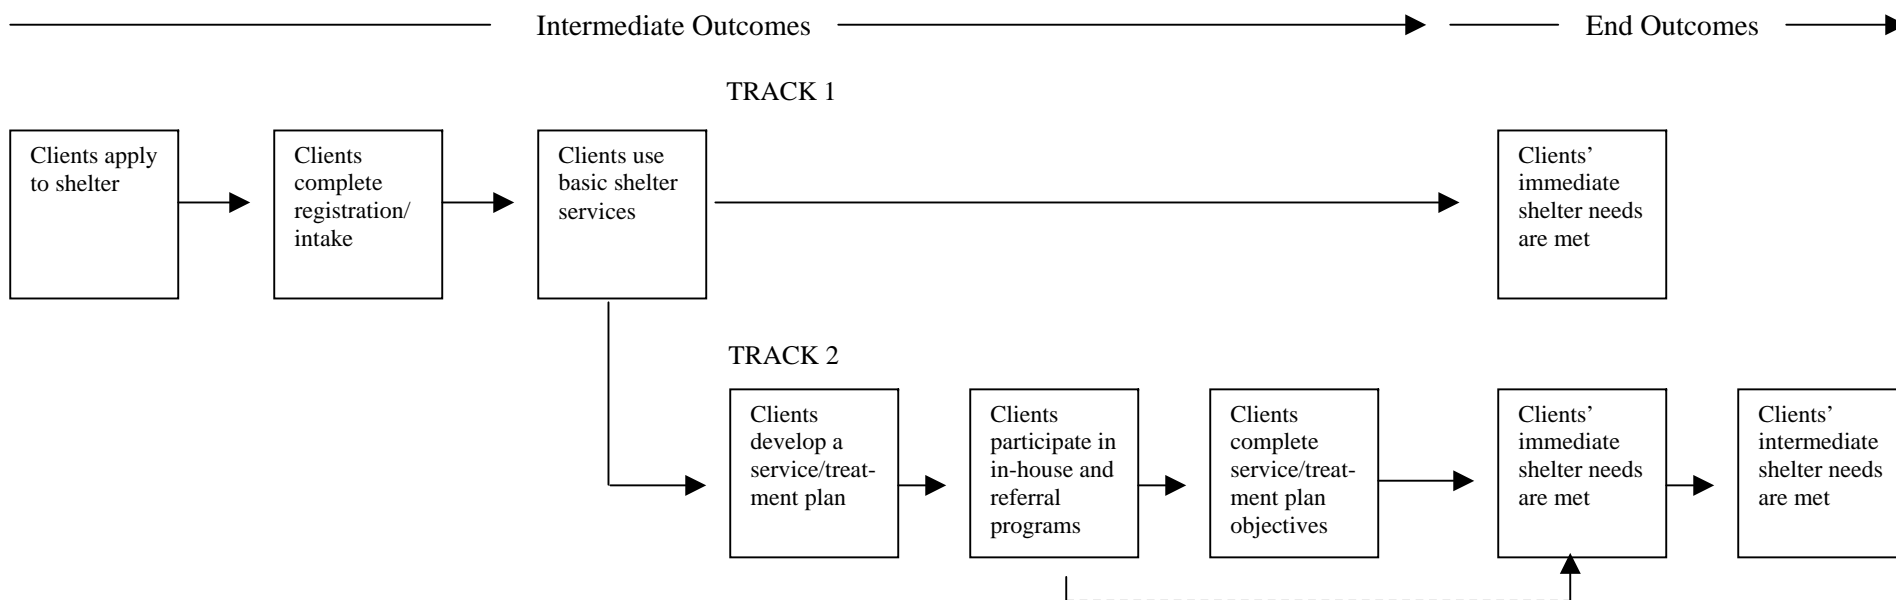 Intermediate Outcomes
End Outcomes
TRACK 1
Clients apply
to shelter
Clients
complete
registration/
intake
Clients use
basic shelter
services
Clients’
immediate
shelter needs
are met
TRACK 2
Clients
develop a
service/treat-
ment plan
Clients
participate in
in-house and
referral
programs
Clients
complete
service/treat-
ment plan
objectives
Clients’
immediate
shelter needs
are met
Clients’
intermediate
shelter needs
are met